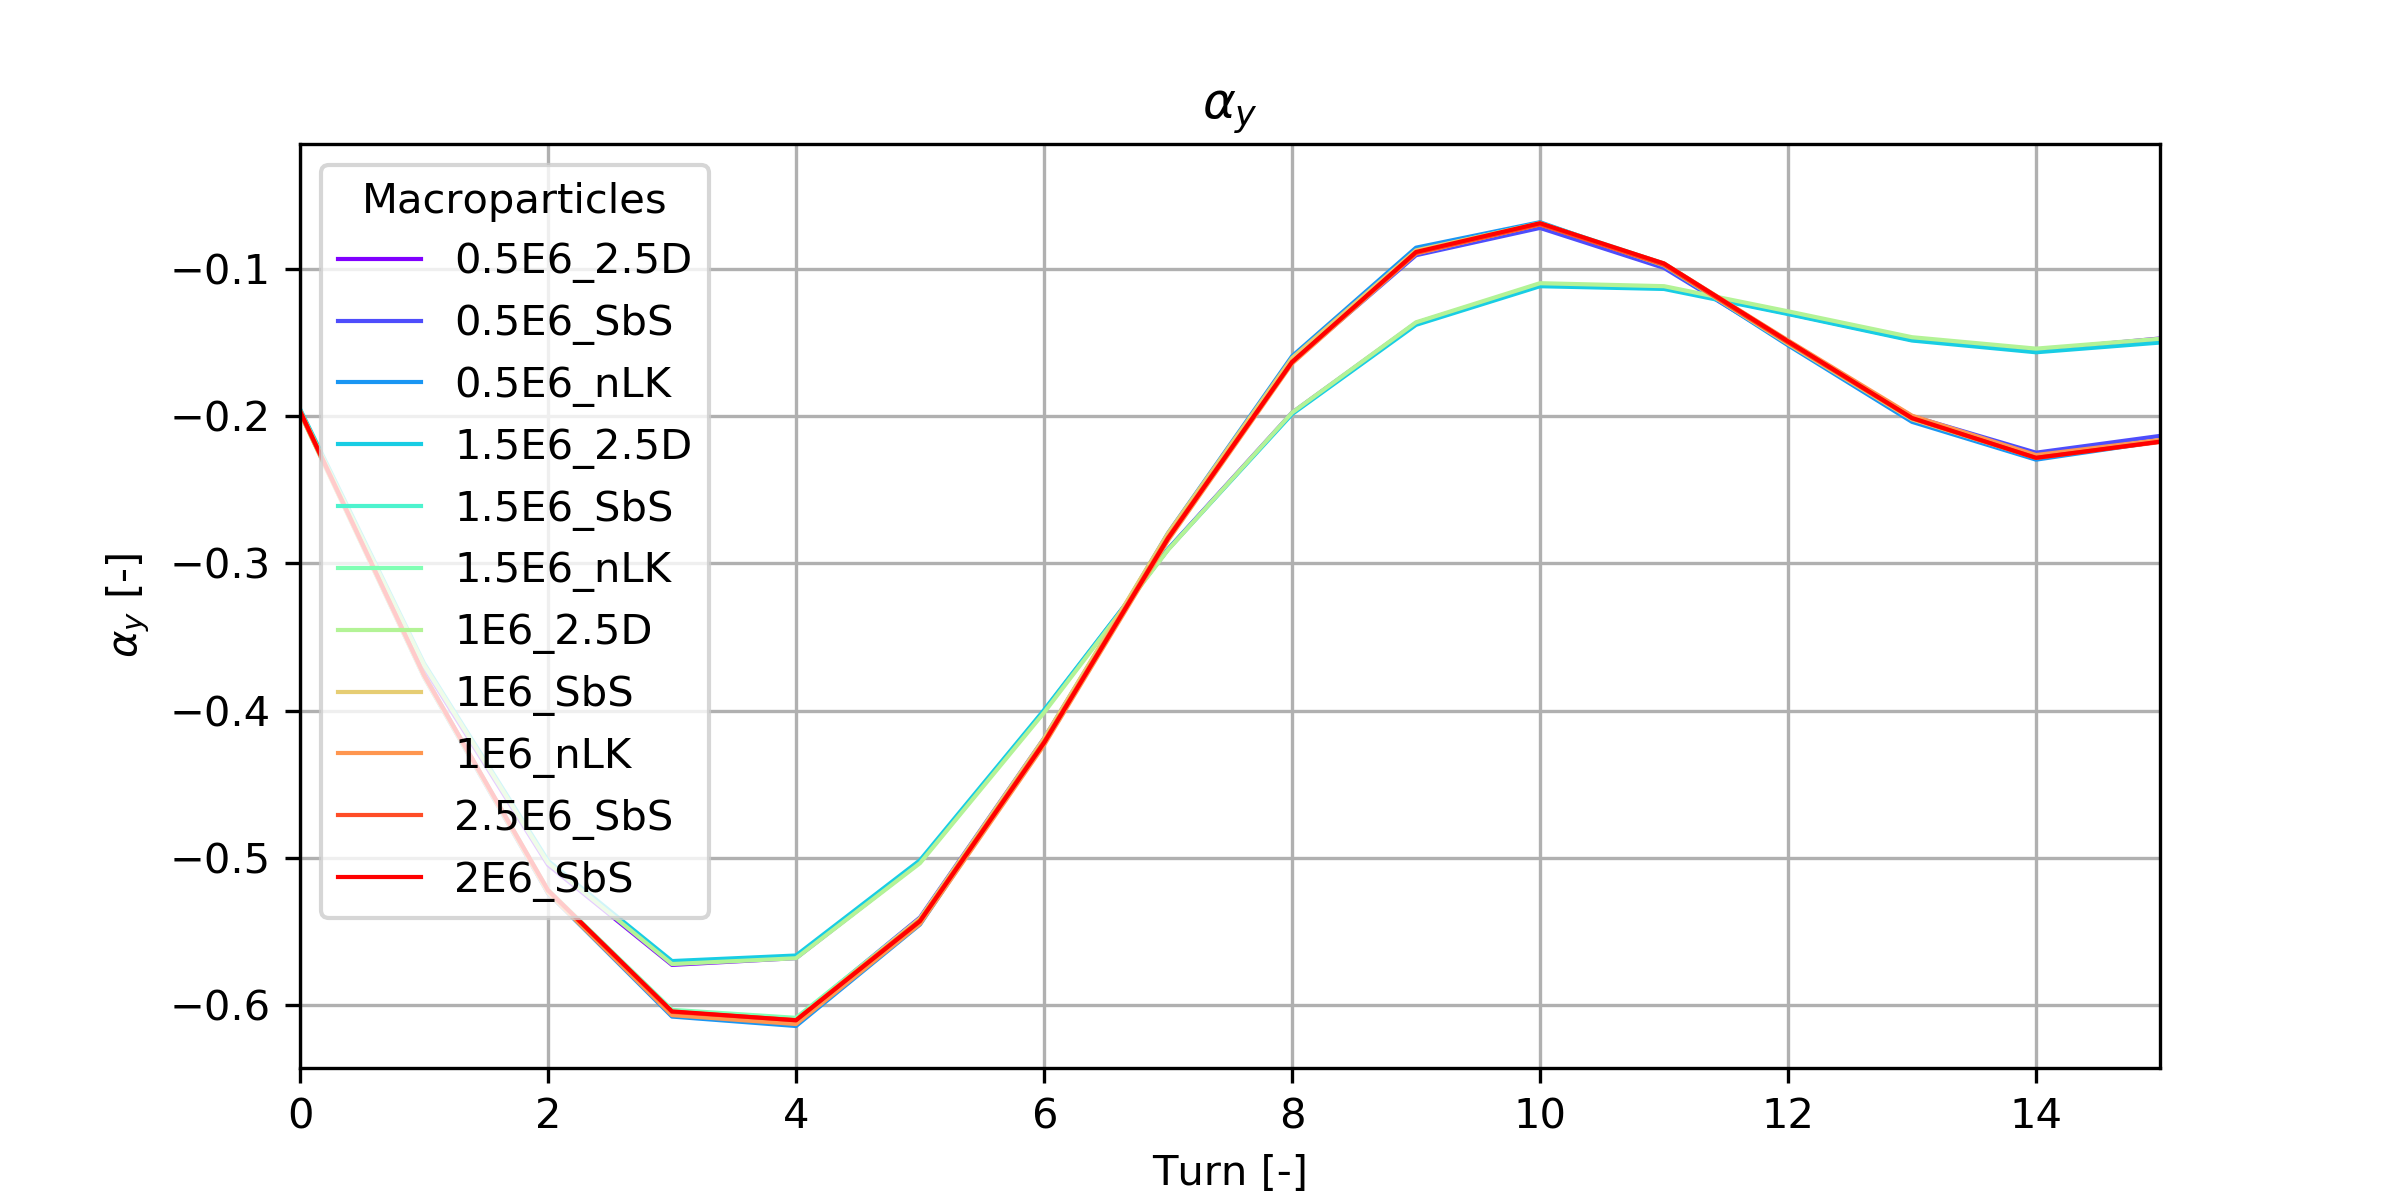 αy
Macroparticles
0.5E6_2.5D
0.5E6_SbS
0.5E6_nLK
1.5E6_2.5D
1.5E6_SbS
1.5E6_nLK
1E6_2.5D
1E6_SbS
1E6_nLK
2.5E6_SbS
2E6_SbS
αy [-]
−0.1
−0.2
−0.3
−0.4
−0.5
−0.6
0 2 4 6 8 10 12 14
Turn [-]